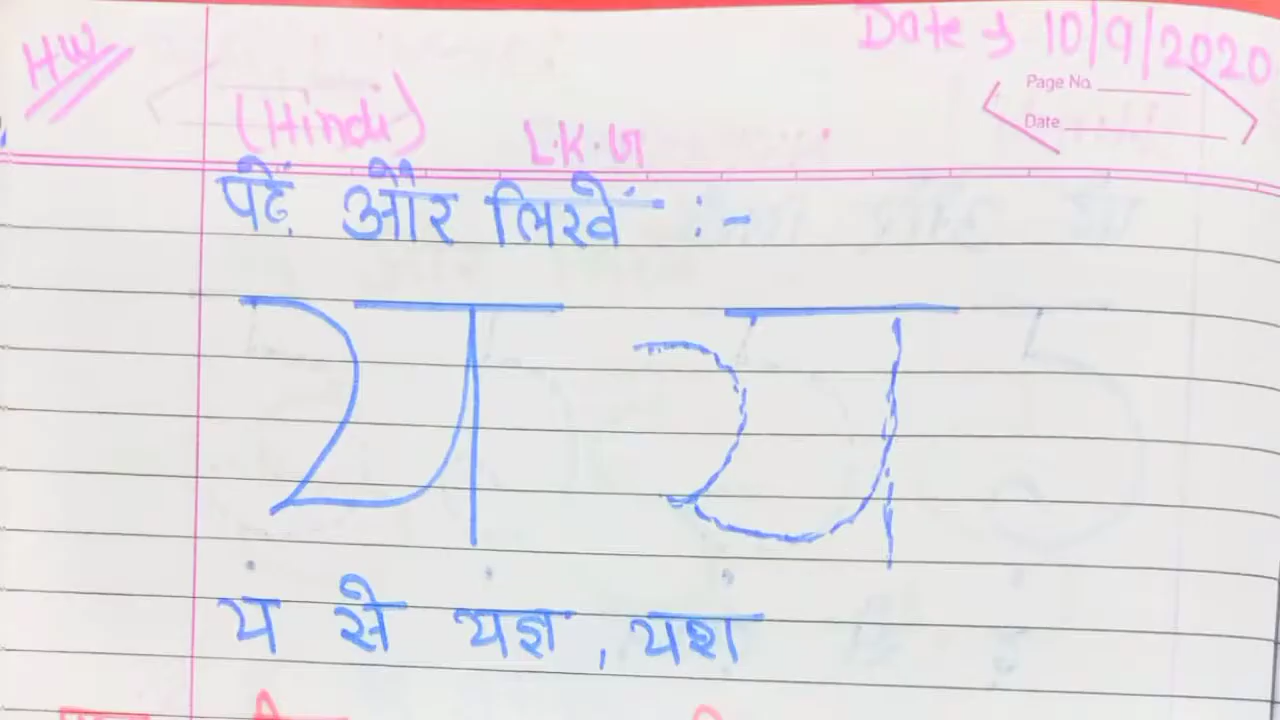 HW
Date → 10/9/2020
Page No.
(Hindi) L.K.G
Date
पढ़ें और लिखें :-
य य
य से यज्ञ, यश